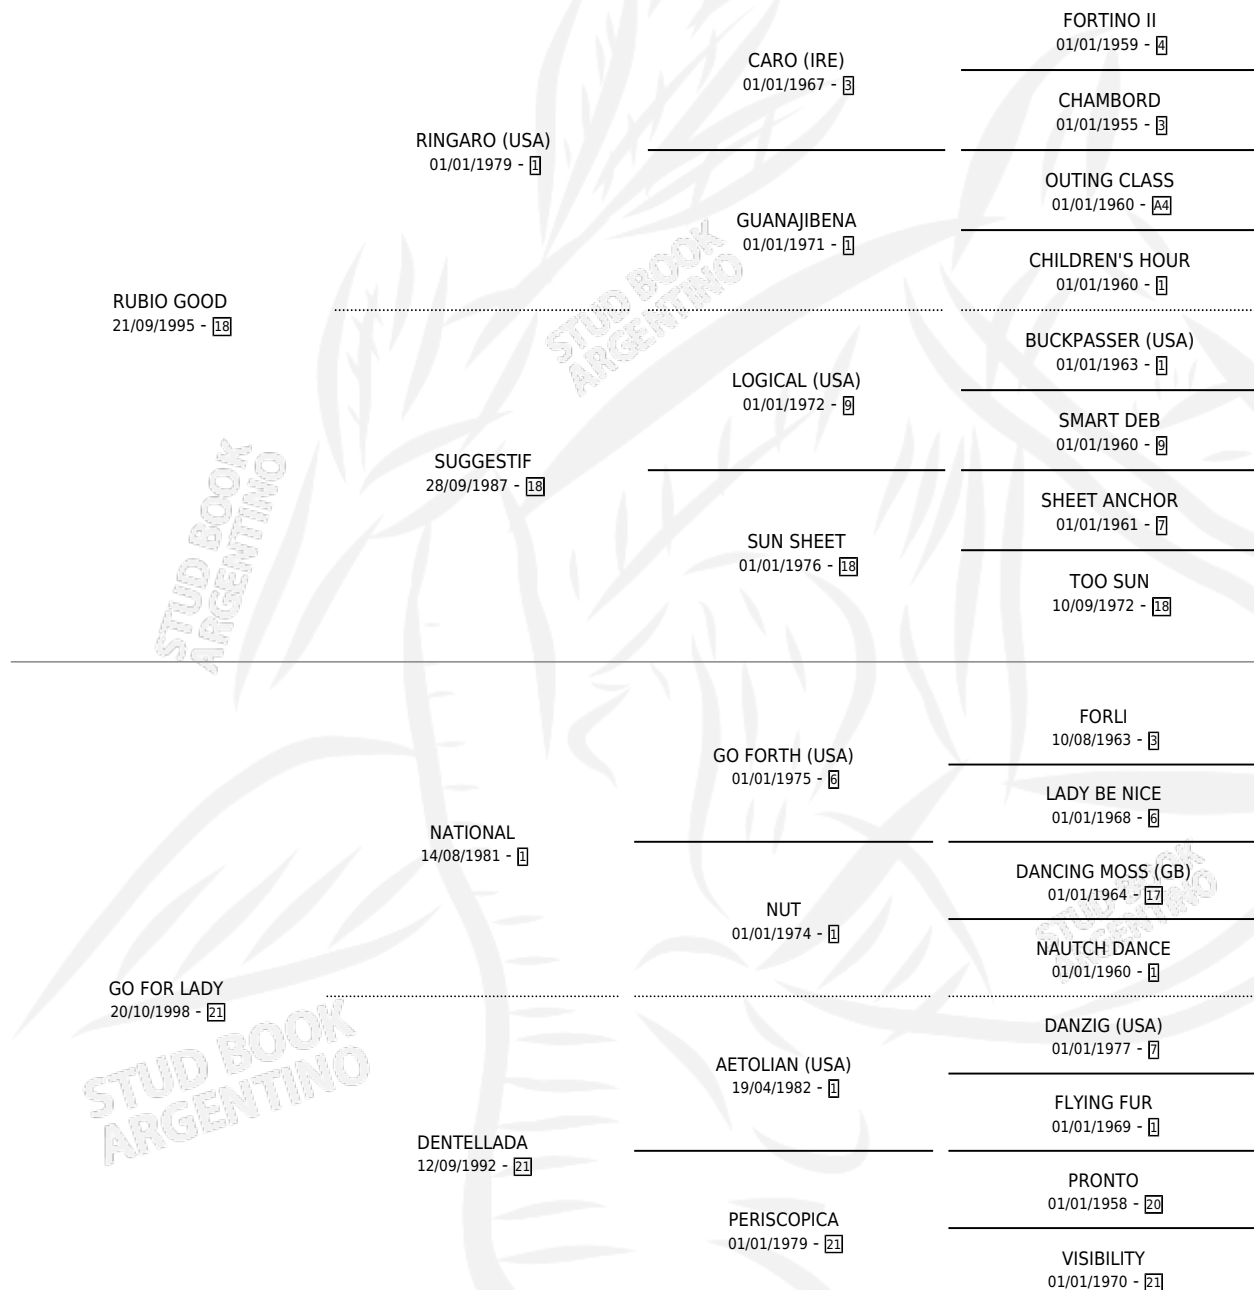 FORTINO II
01/01/1959 - 4
CARO (IRE)
01/01/1967 - 3
CHAMBORD
01/01/1955 - 3
RINGARO (USA)
01/01/1979 - 1
OUTING CLASS
01/01/1960 - A4
GUANAJIBENA
01/01/1971 - 1
CHILDREN'S HOUR
01/01/1960 - 1
RUBIO GOOD
21/09/1995 - 18
BUCKPASSER (USA)
01/01/1963 - 1
LOGICAL (USA)
01/01/1972 - 9
SMART DEB
01/01/1960 - 9
SUGGESTIF
28/09/1987 - 18
SHEET ANCHOR
01/01/1961 - 7
SUN SHEET
01/01/1976 - 18
TOO SUN
10/09/1972 - 18
STUD BOOK
ARGENTINO
STUD BOOK
ARGENTINO
FORLI
10/08/1963 - 3
GO FORTH (USA)
01/01/1975 - 6
LADY BE NICE
01/01/1968 - 6
NATIONAL
14/08/1981 - 1
DANCING MOSS (GB)
01/01/1964 - 17
NUT
01/01/1974 - 1
NAUTCH DANCE
01/01/1960 - 1
GO FOR LADY
20/10/1998 - 21
DANZIG (USA)
01/01/1977 - 7
AETOLIAN (USA)
19/04/1982 - 1
FLYING FUR
01/01/1969 - 1
DENTELLADA
12/09/1992 - 21
PRONTO
01/01/1958 - 20
PERISCOPICA
01/01/1979 - 21
VISIBILITY
01/01/1970 - 21
STUD BOOK
ARGENTINO
STUD BOOK
ARGENTINO